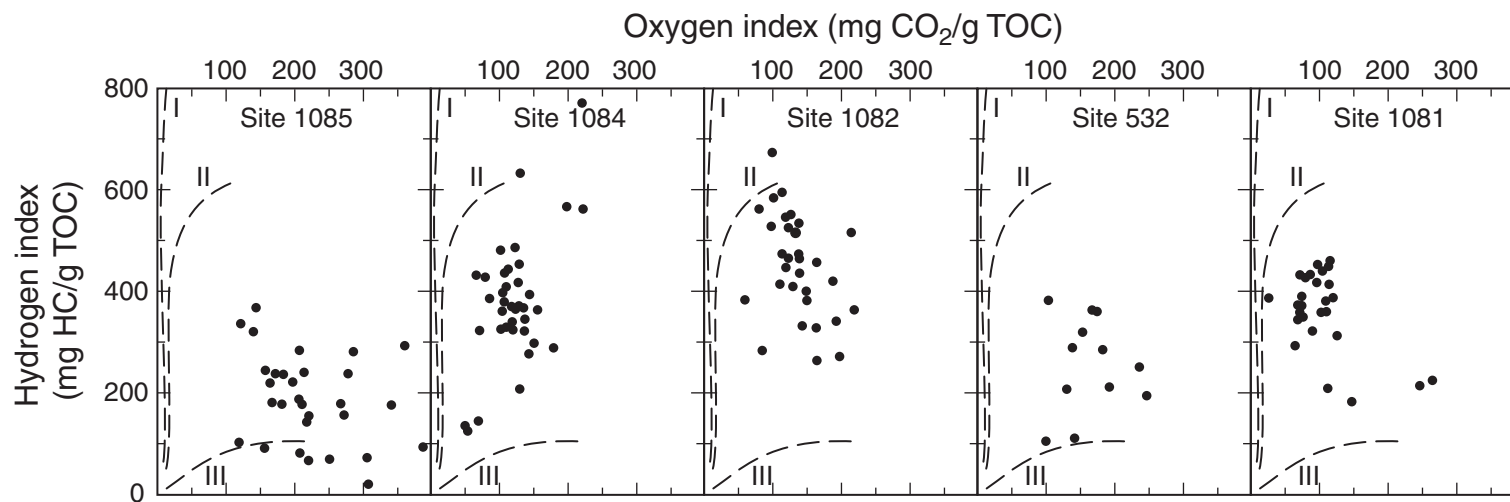 Oxygen index (mg CO₂/g TOC)
100 200 300 100 200 300 100 200 300 100 200 300 100 200 300
800
I Site 1085 I Site 1084 I Site 1082 I Site 532 I Site 1081
II II II II II
600
Hydrogen index
(mg HC/g TOC)
400
200
III III III III III
0